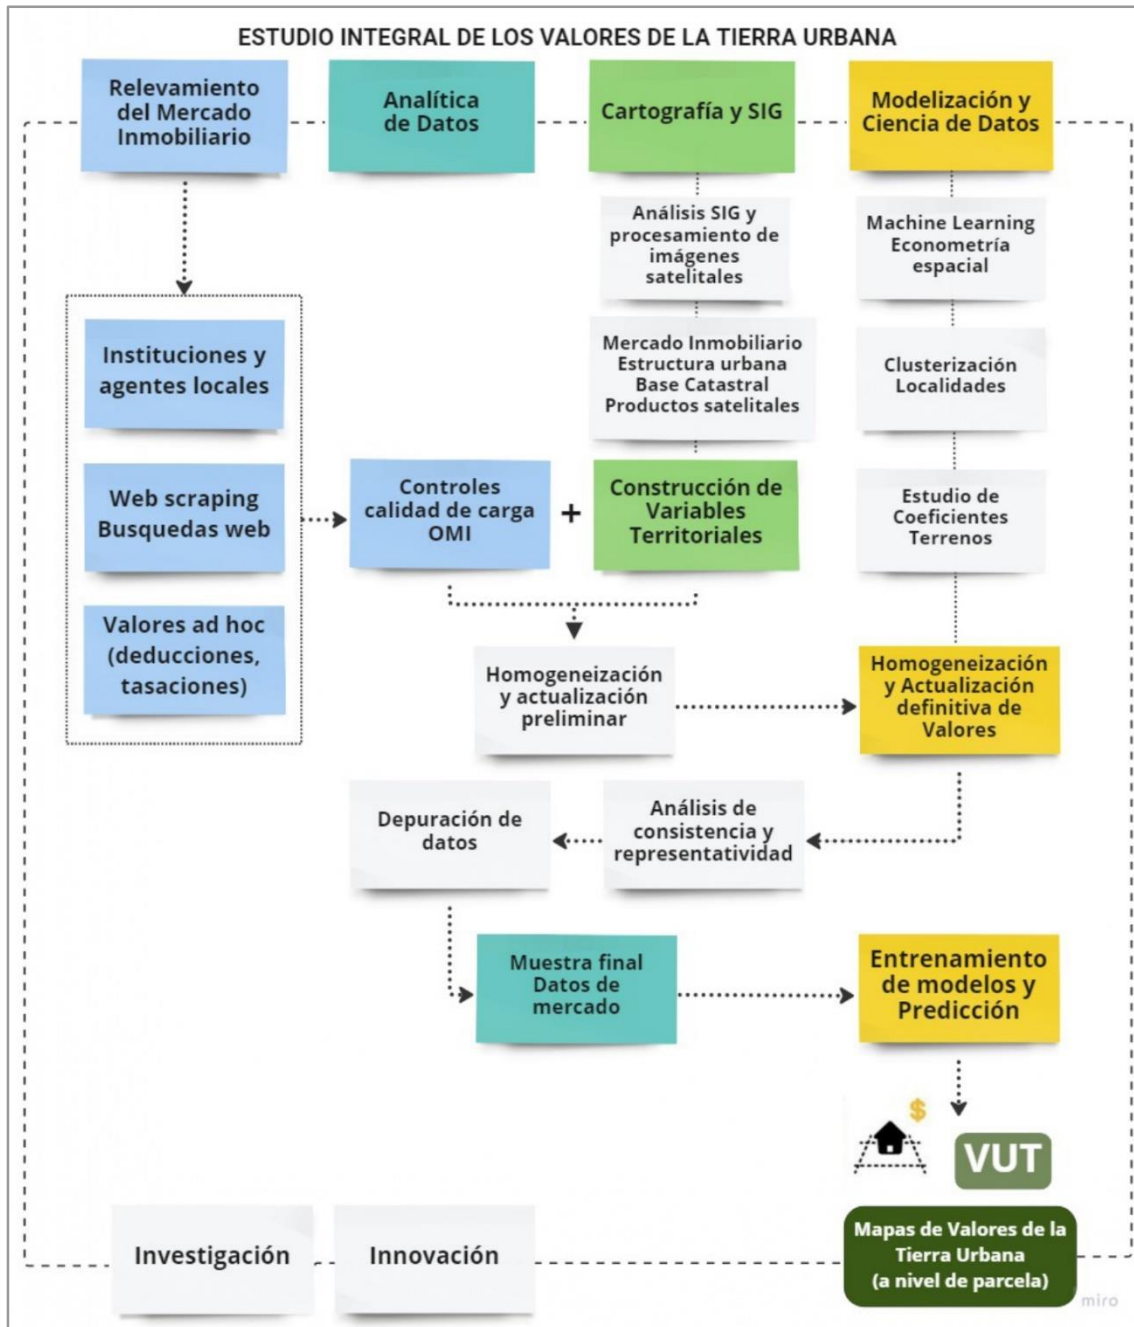 ESTUDIO INTEGRAL DE LOS VALORES DE LA TIERRA URBANA
Relevamiento
del Mercado
Inmobiliario
Analítica
de Datos
Cartografía y SIG
Modelización y
Ciencia de Datos
Análisis SIG y
procesamiento de
imágenes
satelitales
Machine Learning
Econometría
espacial
Instituciones y
agentes locales
Mercado Inmobiliario
Estructura urbana
Base Catastral
Productos satelitales
Clusterización
Localidades
Web scraping
Busquedas web
Controles
calidad de carga
OMI
+
Construcción de
Variables
Territoriales
Estudio de
Coeficientes
Terrenos
Valores ad hoc
(deducciones,
tasaciones)
Homogeneización
y actualización
preliminar
Homogeneización
y Actualización
definitiva de
Valores
Depuración de
datos
Análisis de
consistencia y
representatividad
Muestra final
Datos de
mercado
Entrenamiento
de modelos y
Predicción
$
VUT
Investigación
Innovación
Mapas de Valores de la
Tierra Urbana
(a nivel de parcela)
miro